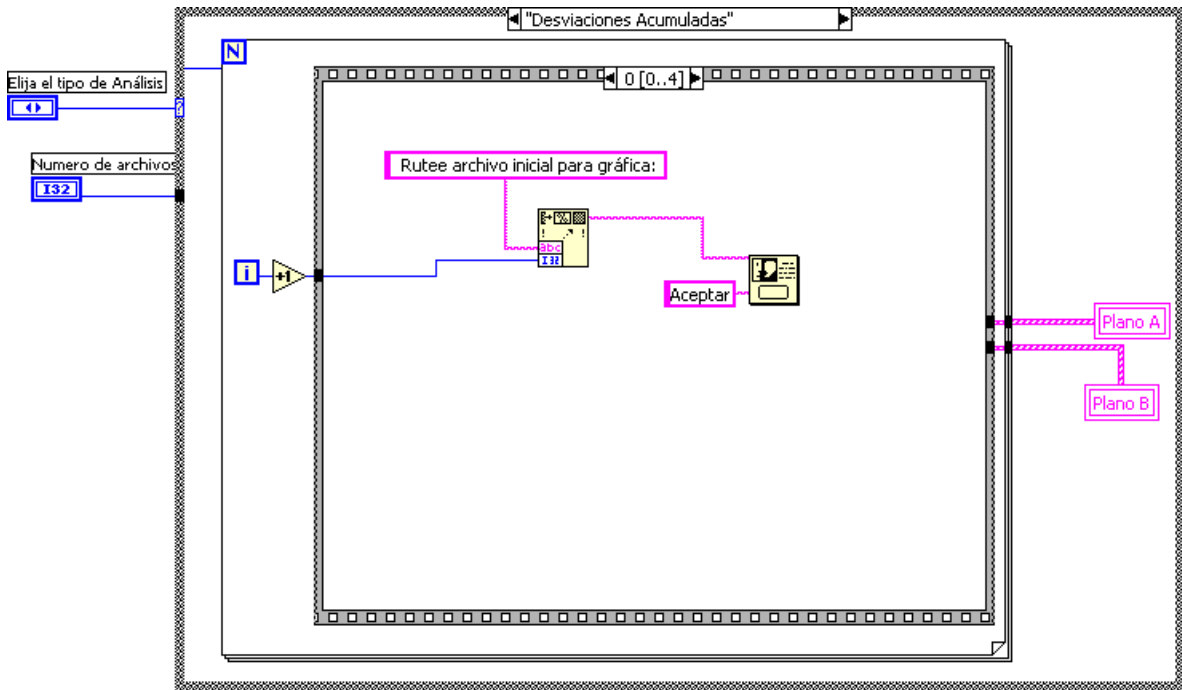 "Desviaciones Acumuladas"
N
Elija el tipo de Análisis
?
0 [0..4]
Numero de archivos
I32
Rutee archivo inicial para gráfica:
abc
I32
i
+1
Aceptar
Plano A
Plano B